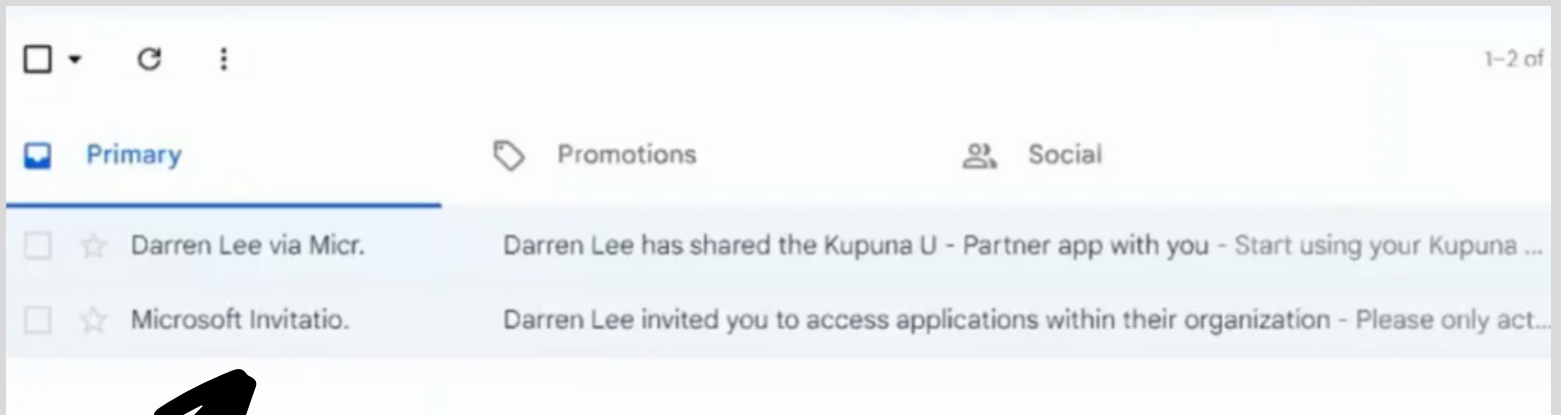 1–2 of
Primary
Promotions
Social
Darren Lee via Micr. Darren Lee has shared the Kupuna U - Partner app with you - Start using your Kupuna ...
Microsoft Invitatio. Darren Lee invited you to access applications within their organization - Please only act...